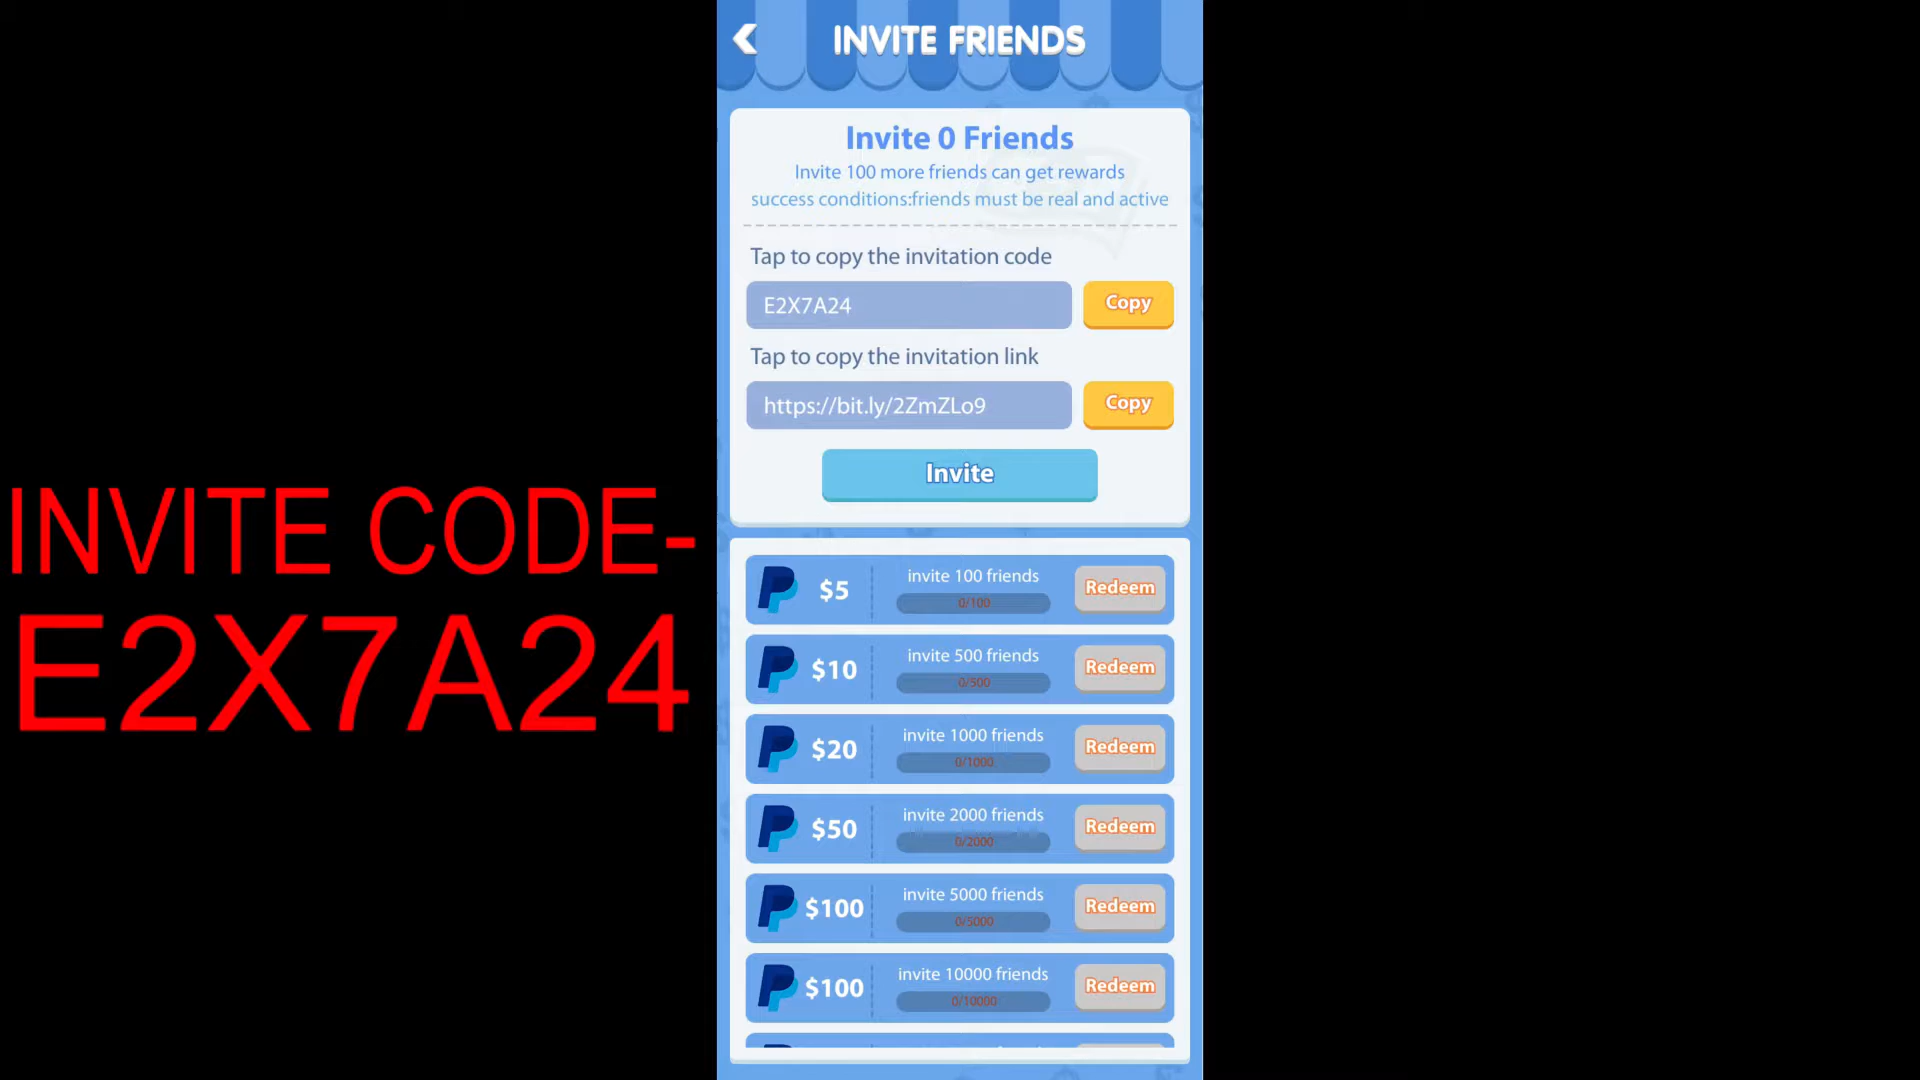 INVITE FRIENDS
Invite 0 Friends
Invite 100 more friends can get rewards
success conditions:friends must be real and active
Tap to copy the invitation code
E2X7A24
Copy
Tap to copy the invitation link
https://bit.ly/2ZmZLo9
Copy
Invite
INVITE CODE-
E2X7A24
$5
invite 100 friends
0/100
Redeem
$10
invite 500 friends
0/500
Redeem
$20
invite 1000 friends
0/1000
Redeem
$50
invite 2000 friends
0/2000
Redeem
$100
invite 5000 friends
0/5000
Redeem
$100
invite 10000 friends
0/10000
Redeem